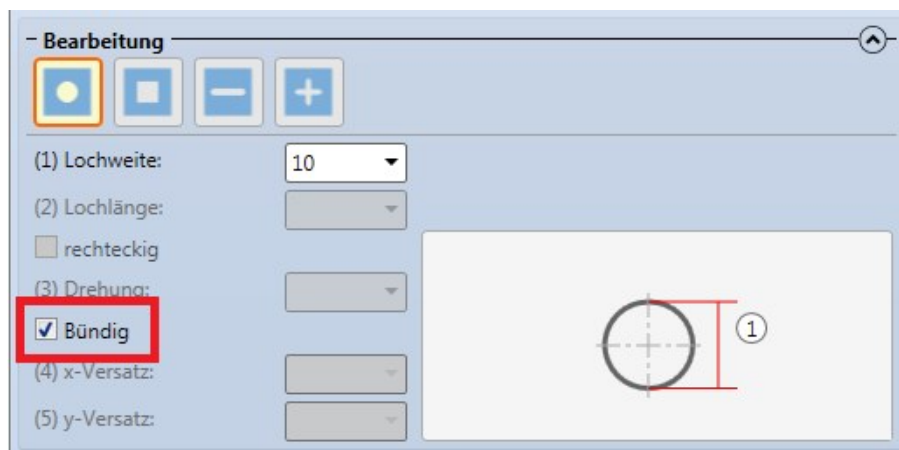 Bearbeitung
(1) Lochweite:
10
(2) Lochlänge:
rechteckig
(3) Drehung:
Bündig
1
(4) x-Versatz:
(5) y-Versatz: